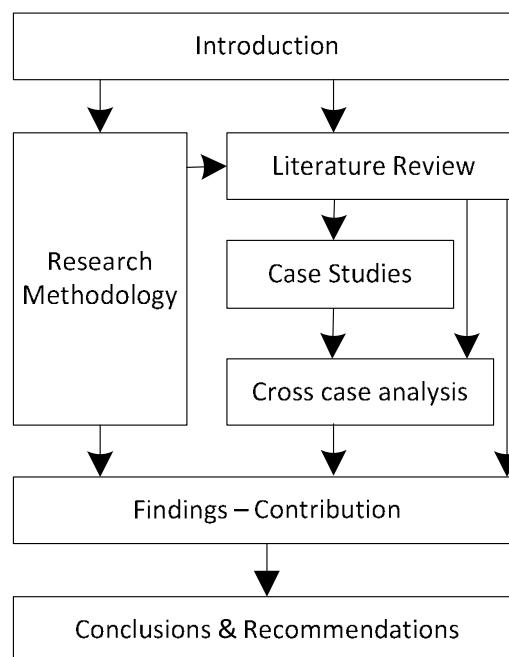 Introduction
Literature Review
Research
Methodology
Case Studies
Cross case analysis
Findings – Contribution
Conclusions & Recommendations